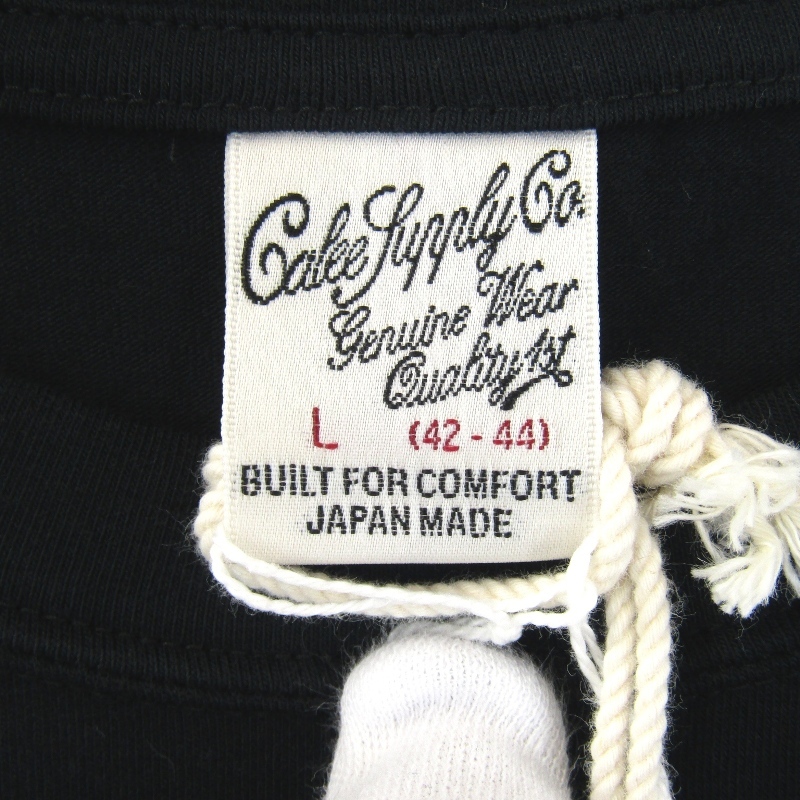 Calee Supply Co.
Genuine Wear
Quality 1st
L (42 - 44)
BUILT FOR COMFORT
JAPAN MADE